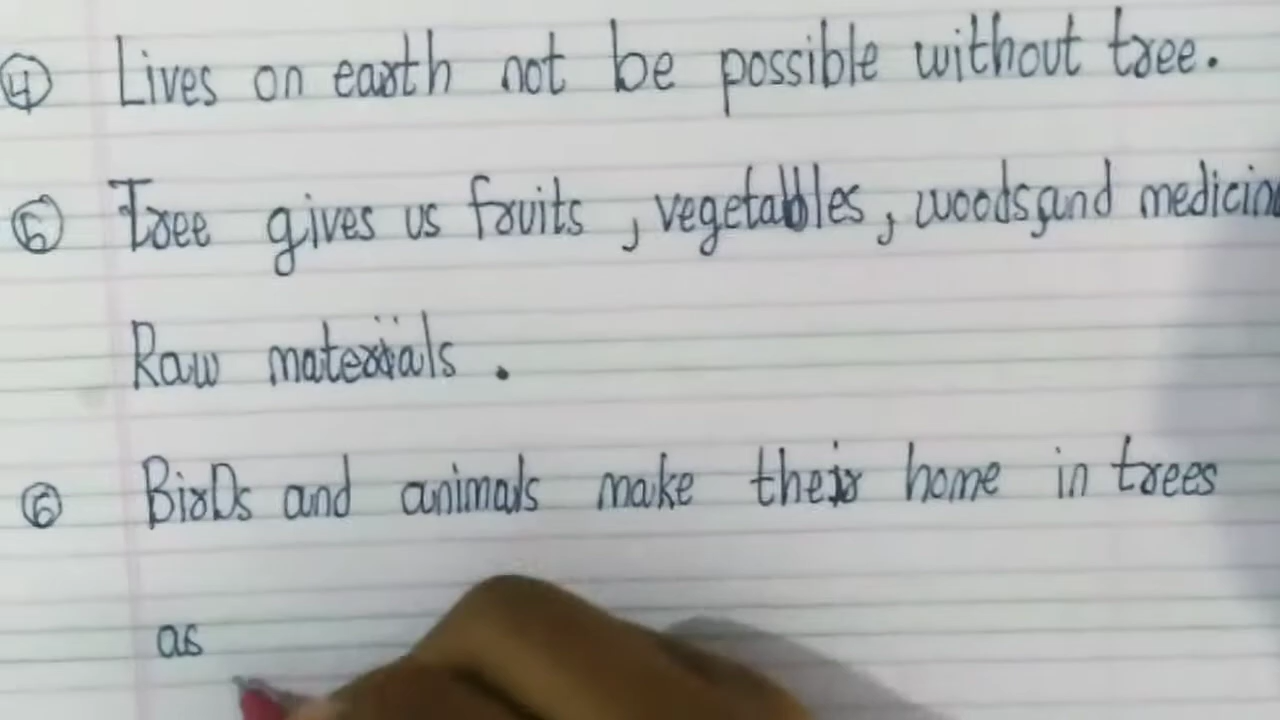 ④ Lives on earth not be possible without tree.
⑤ Tree gives us fruits , vegetables , woods,and medicin
Raw materials .
⑥ BirDs and animals make their home in trees
as